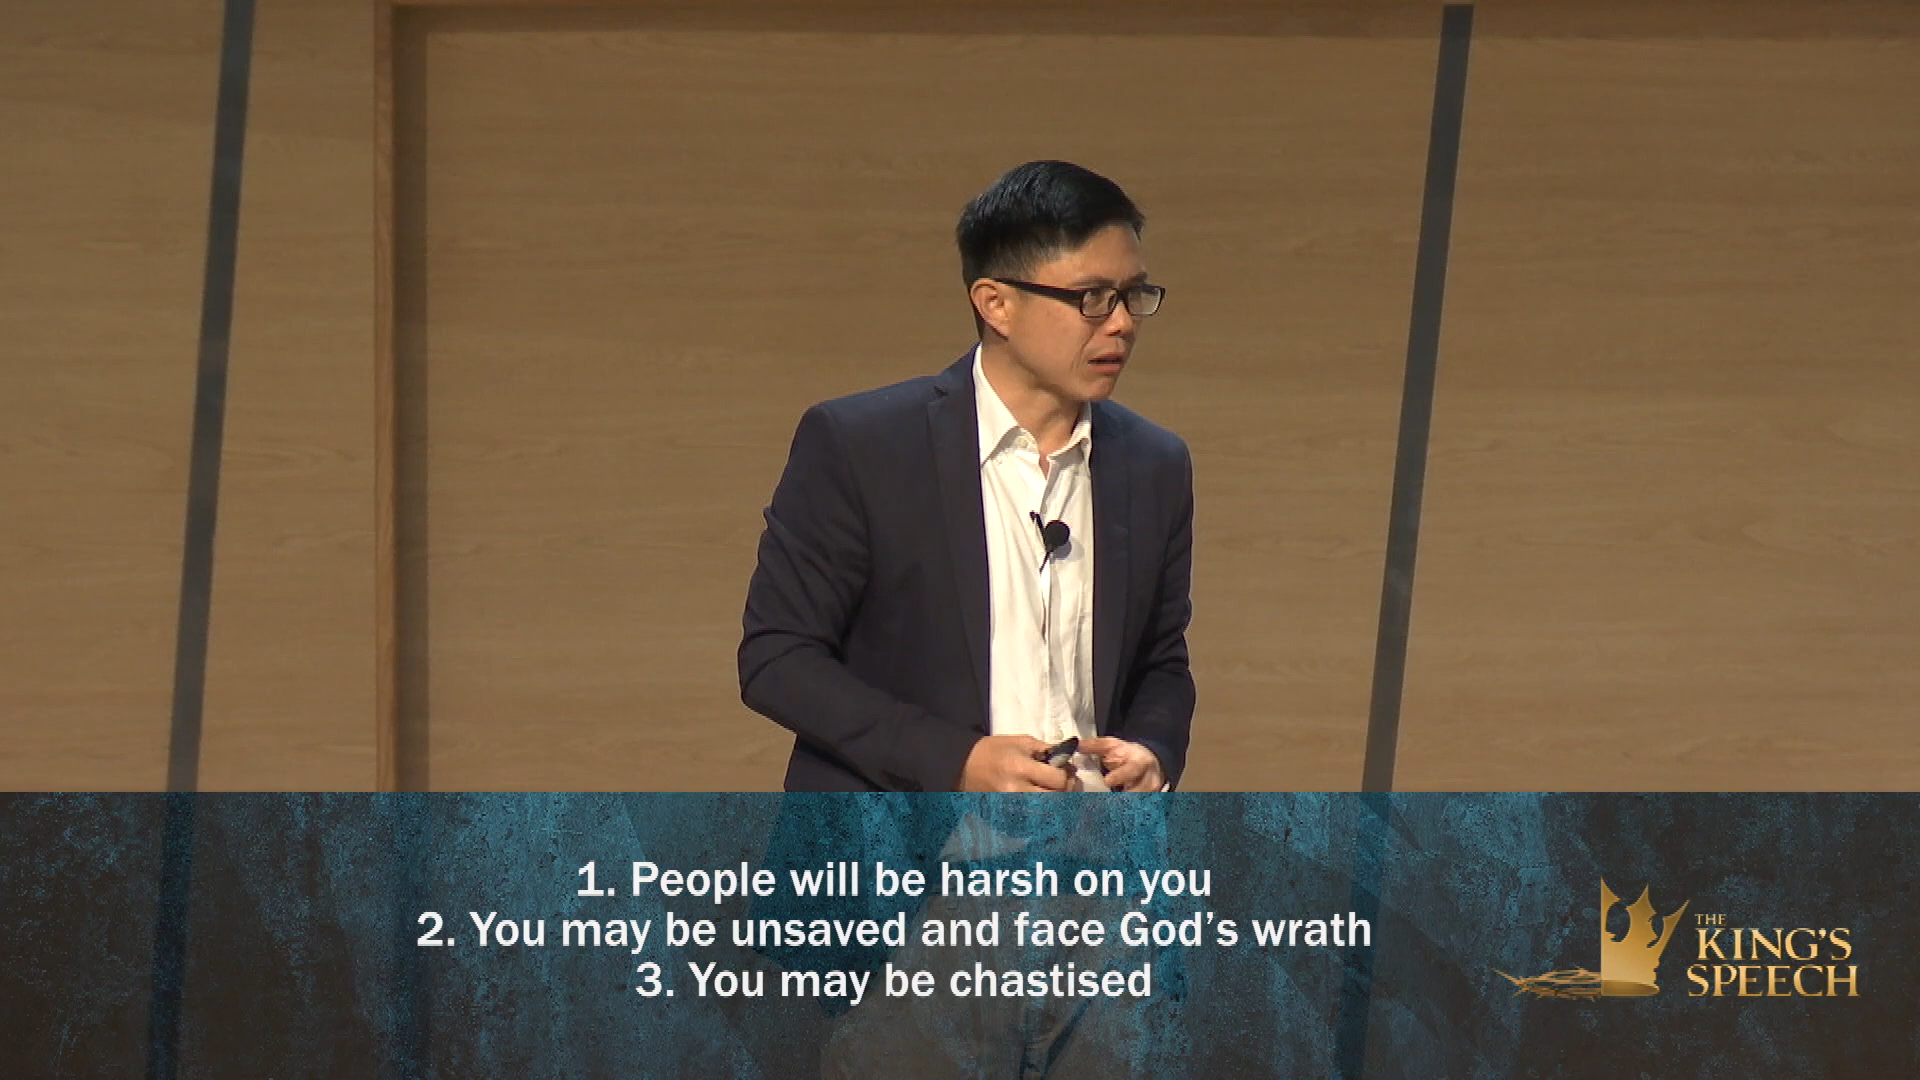 1. People will be harsh on you
2. You may be unsaved and face God’s wrath
3. You may be chastised
THE
KING’S
SPEECH